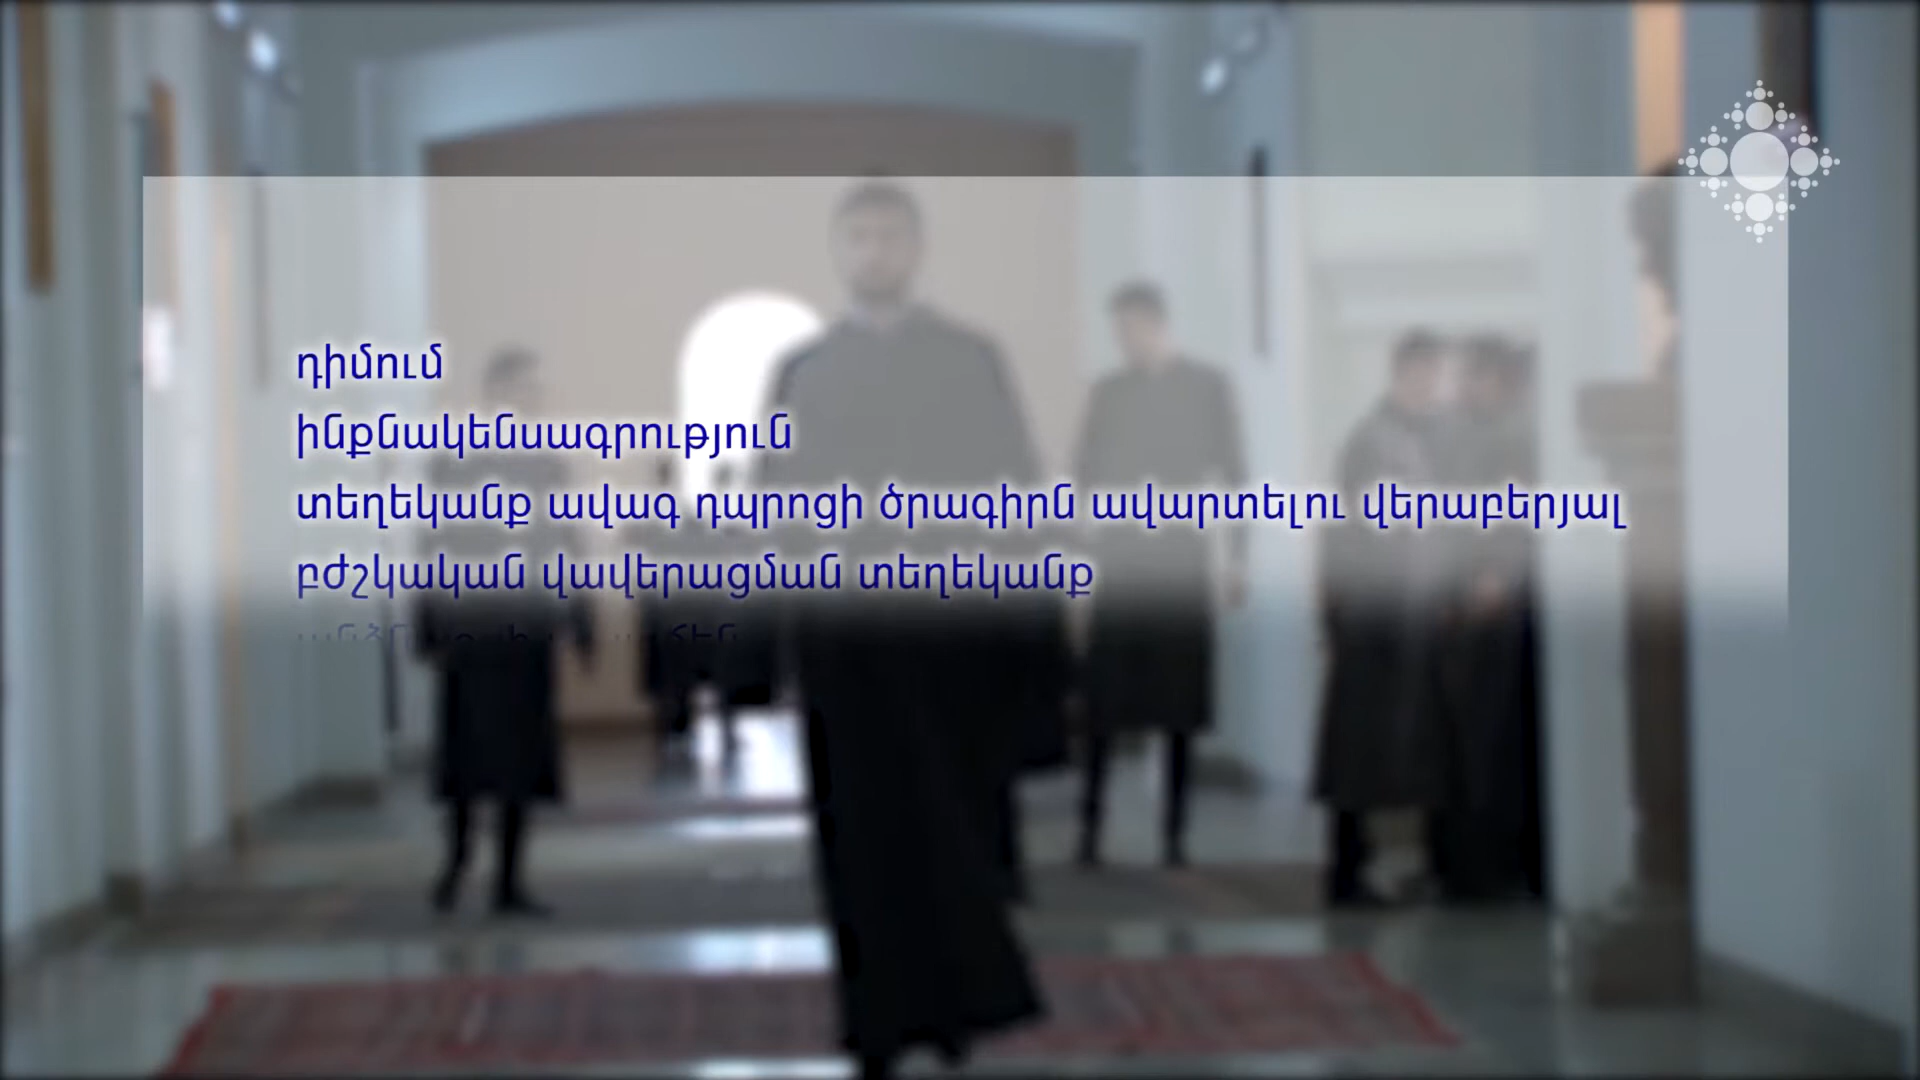 դիմում
ինքնակենսագրություն
տեղեկանք ավագ դպրոցի ծրագիրն ավարտելու վերաբերյալ
բժշկական վավերացման տեղեկանք